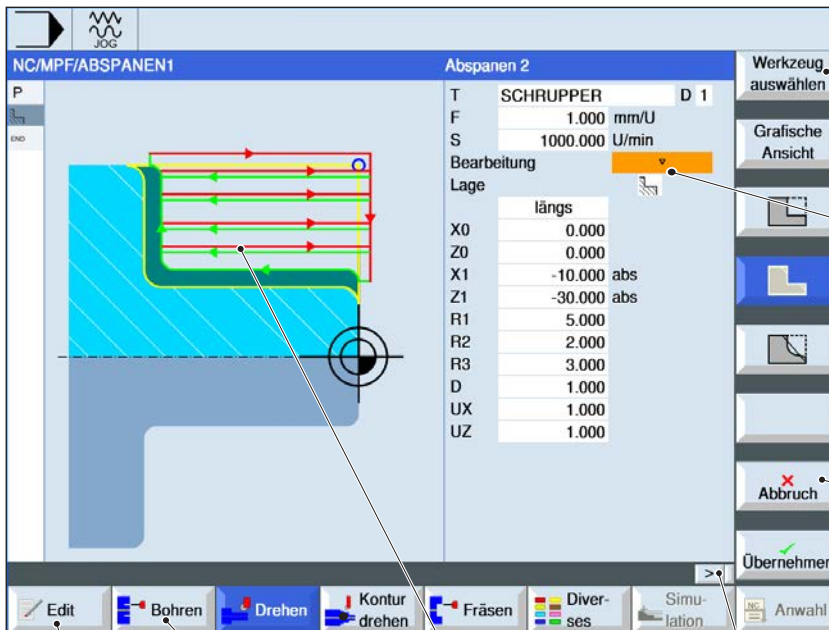 JOG
NC/MPF/ABSPANEN1
Abspanen 2
P
END
T SCHRUPPER D 1
F 1.000 mm/U
S 1000.000 U/min
Bearbeitung ▿
Lage
längs
X0 0.000
Z0 0.000
X1 -10.000 abs
Z1 -30.000 abs
R1 5.000
R2 2.000
R3 3.000
D 1.000
UX 1.000
UZ 1.000
Werkzeug
auswählen
Grafische
Ansicht
Abbruch
Übernehmen
>
Edit
Bohren
Drehen
Kontur
drehen
Fräsen
Diver-
ses
Simu-
lation
NC
Anwahl